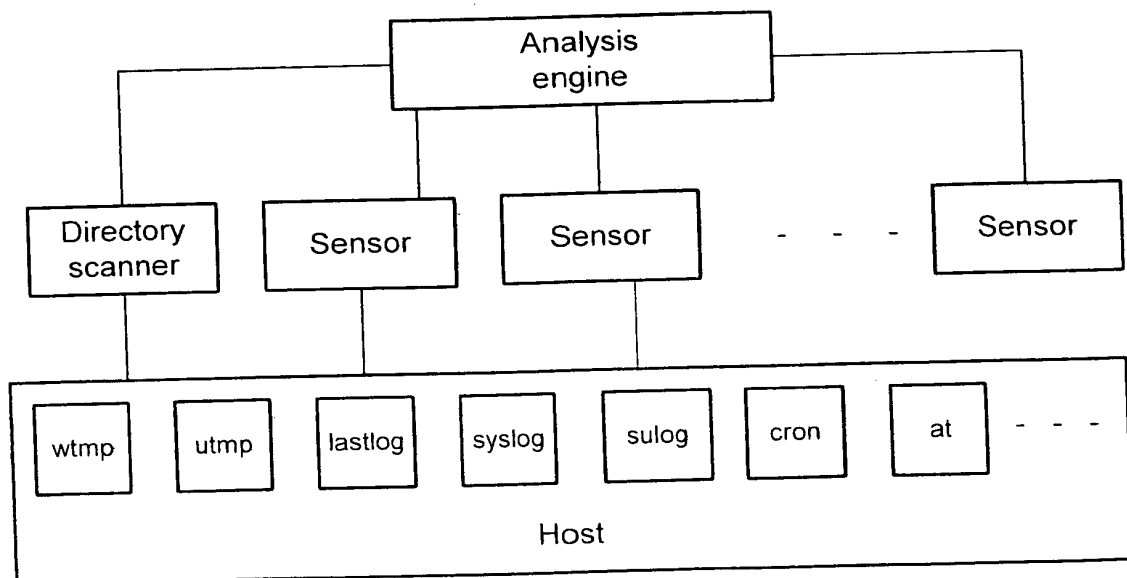 Analysis
engine
Directory
scanner
Sensor
Sensor
- - -
Sensor
wtmp
utmp
lastlog
syslog
sulog
cron
at
- - -
Host